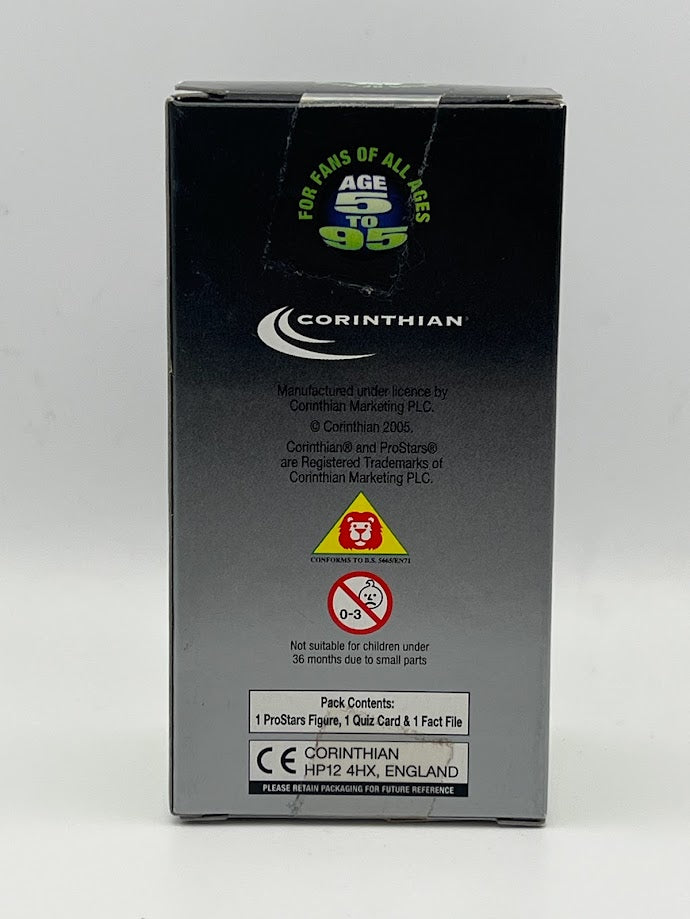 FOR FANS OF ALL AGES
AGE
5
TO
95
CORINTHIAN
Manufactured under licence by
Corinthian Marketing PLC.
© Corinthian 2005.
Corinthian® and ProStars®
are Registered Trademarks of
Corinthian Marketing PLC.
CONFORMS TO B.S. 5665/EN71
0-3
Not suitable for children under
36 months due to small parts
Pack Contents:
1 ProStars Figure, 1 Quiz Card & 1 Fact File
CE CORINTHIAN
HP12 4HX, ENGLAND
PLEASE RETAIN PACKAGING FOR FUTURE REFERENCE